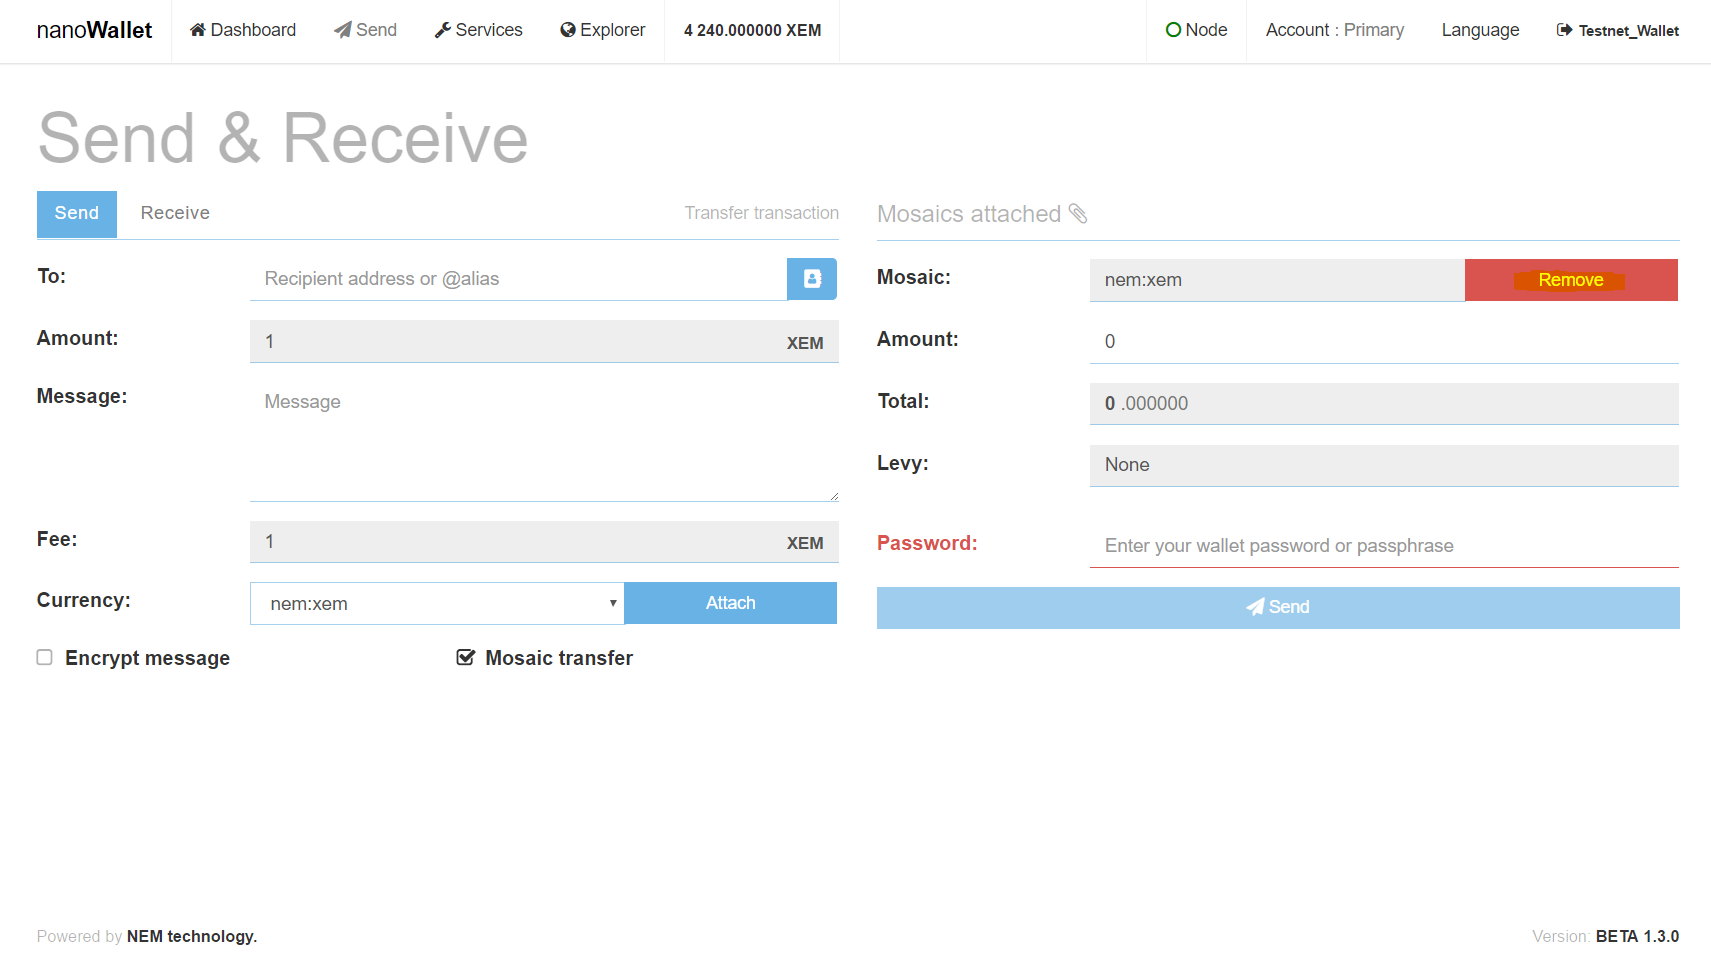 nanoWallet Dashboard Send Services Explorer 4 240.000000 XEM Node Account : Primary Language Testnet_Wallet
Send & Receive
Send Receive Transfer transaction
To: Recipient address or @alias
Amount: 1 XEM
Message: Message
Fee: 1 XEM
Currency: nem:xem Attach
Encrypt message Mosaic transfer
Mosaics attached
Mosaic: nem:xem Remove
Amount: 0
Total: 0 .000000
Levy: None
Password: Enter your wallet password or passphrase
Send
Powered by NEM technology. Version: BETA 1.3.0